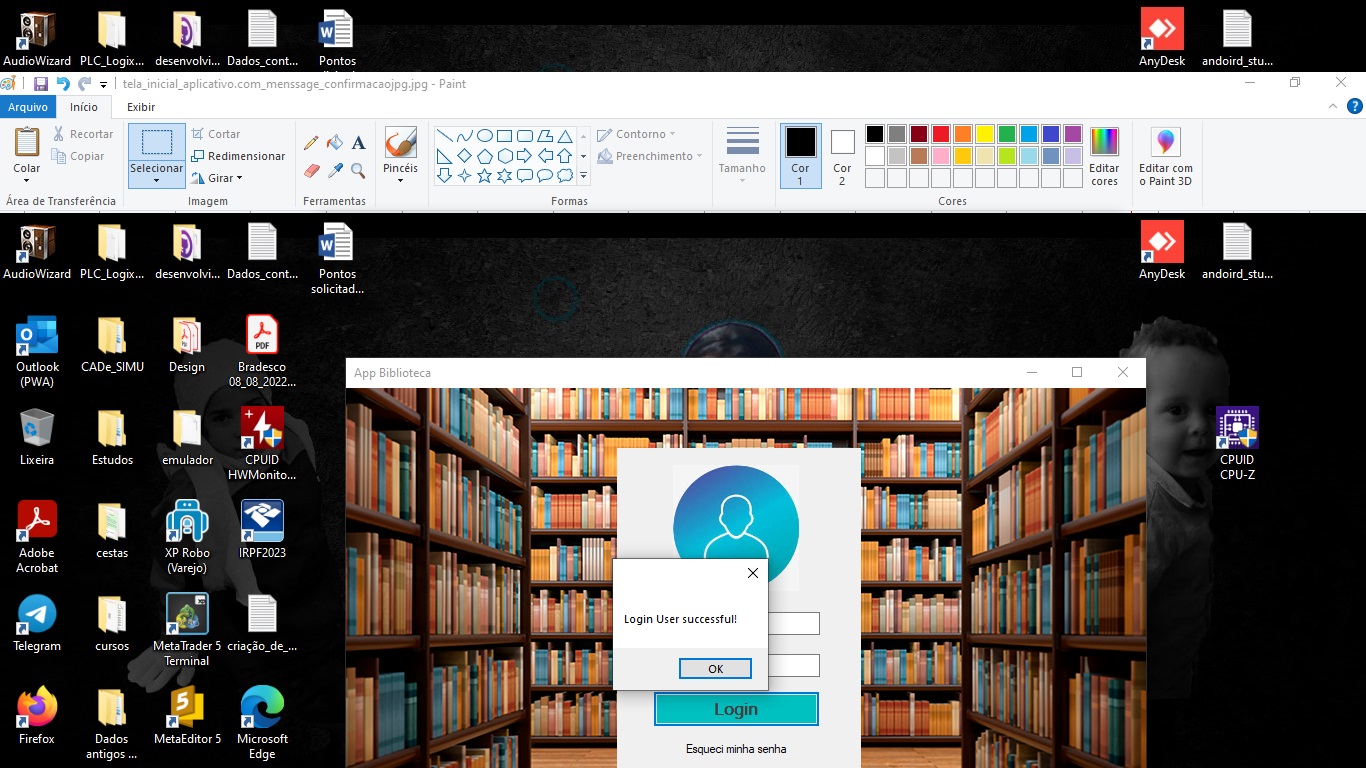 AudioWizard PLC_Logix... desenvolvi... Dados_cont... Pontos AnyDesk andoird_stu...
tela_inicial_aplicativo.com_menssage_confirmacaojpg.jpg - Paint
Arquivo Início Exibir
Colar
Recortar
Copiar
Área de Transferência
Selecionar
Cortar
Redimensionar
Girar
Imagem
Ferramentas
Pincéis
Contorno
Preenchimento
Formas
Tamanho
Cor
1
Cor
2
Editar
cores
Cores
Editar com
o Paint 3D
AudioWizard PLC_Logix... desenvolvi... Dados_cont... Pontos
solicitad...
AnyDesk andoird_stu...
Outlook
(PWA)
CADe_SIMU
Design
PDF
Bradesco
08_08_2022...
App Biblioteca
Lixeira
Estudos
emulador
CPUID
HWMonito...
CPUID
CPU-Z
Adobe
Acrobat
cestas
XP Robo
(Varejo)
IRPF2023
Telegram
cursos
MetaTrader 5
Terminal
criação_de_...
Login User successful!
OK
Login
Esqueci minha senha
Firefox
Dados
antigos ...
MetaEditor 5
Microsoft
Edge